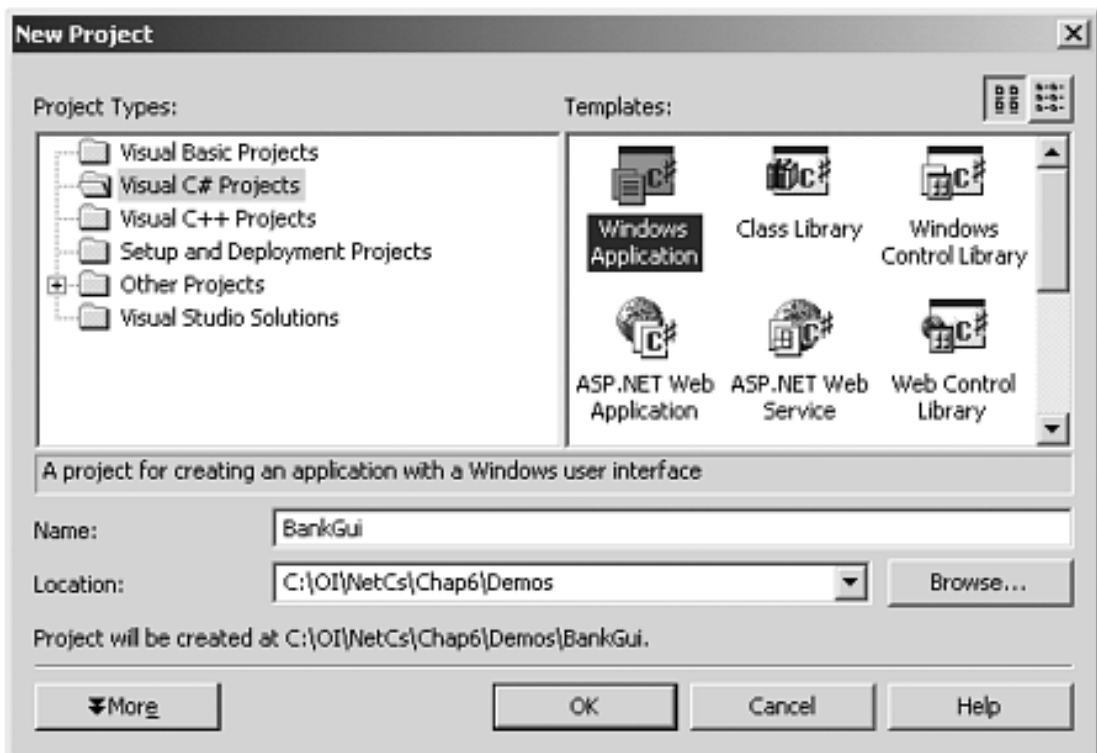 New Project
Project Types:
Templates:
Visual Basic Projects
Visual C# Projects
Visual C++ Projects
Setup and Deployment Projects
Other Projects
Visual Studio Solutions
C#
Windows
Application
C#
Class Library
C#
Windows
Control Library
C#
ASP.NET Web
Application
C#
ASP.NET Web
Service
C#
Web Control
Library
A project for creating an application with a Windows user interface
Name:
BankGui
Location:
C:\OI\NetCs\Chap6\Demos
Browse...
Project will be created at C:\OI\NetCs\Chap6\Demos\BankGui.
More
OK
Cancel
Help